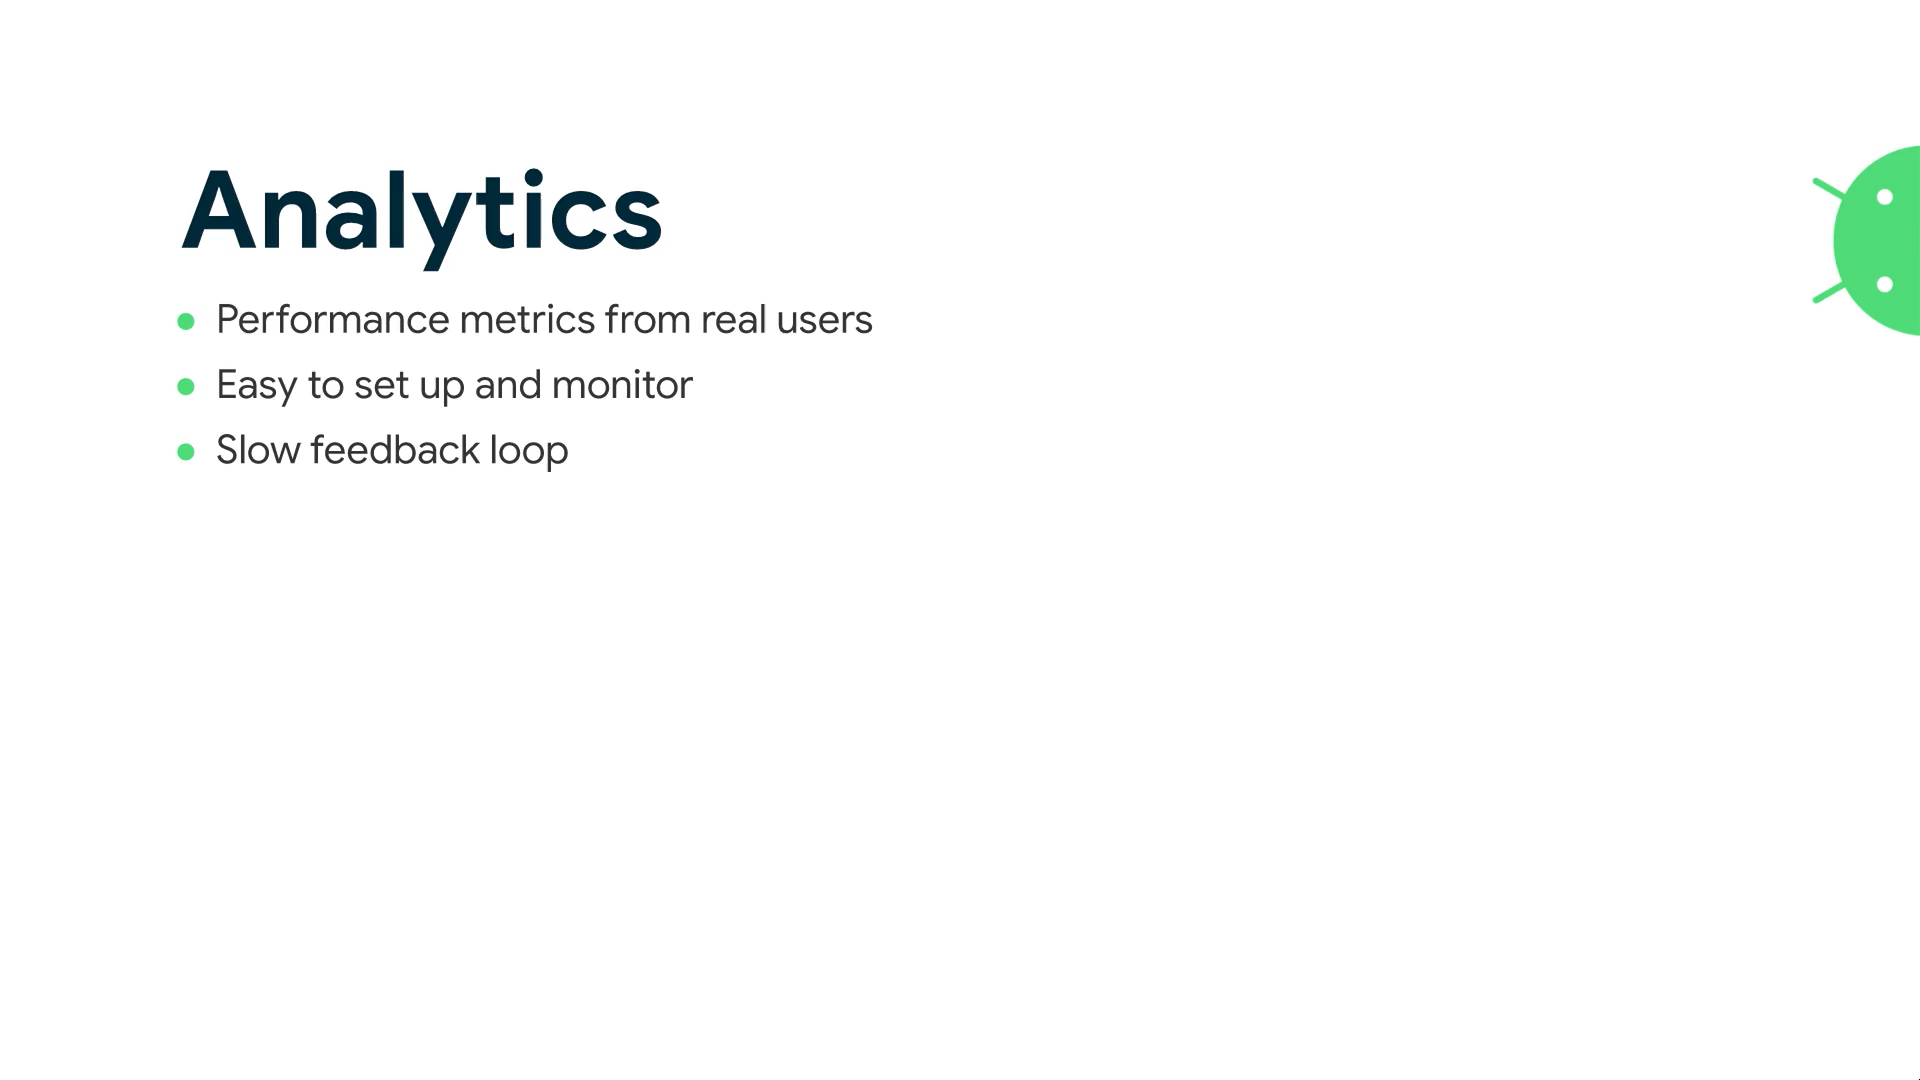 Analytics
Performance metrics from real users
Easy to set up and monitor
Slow feedback loop